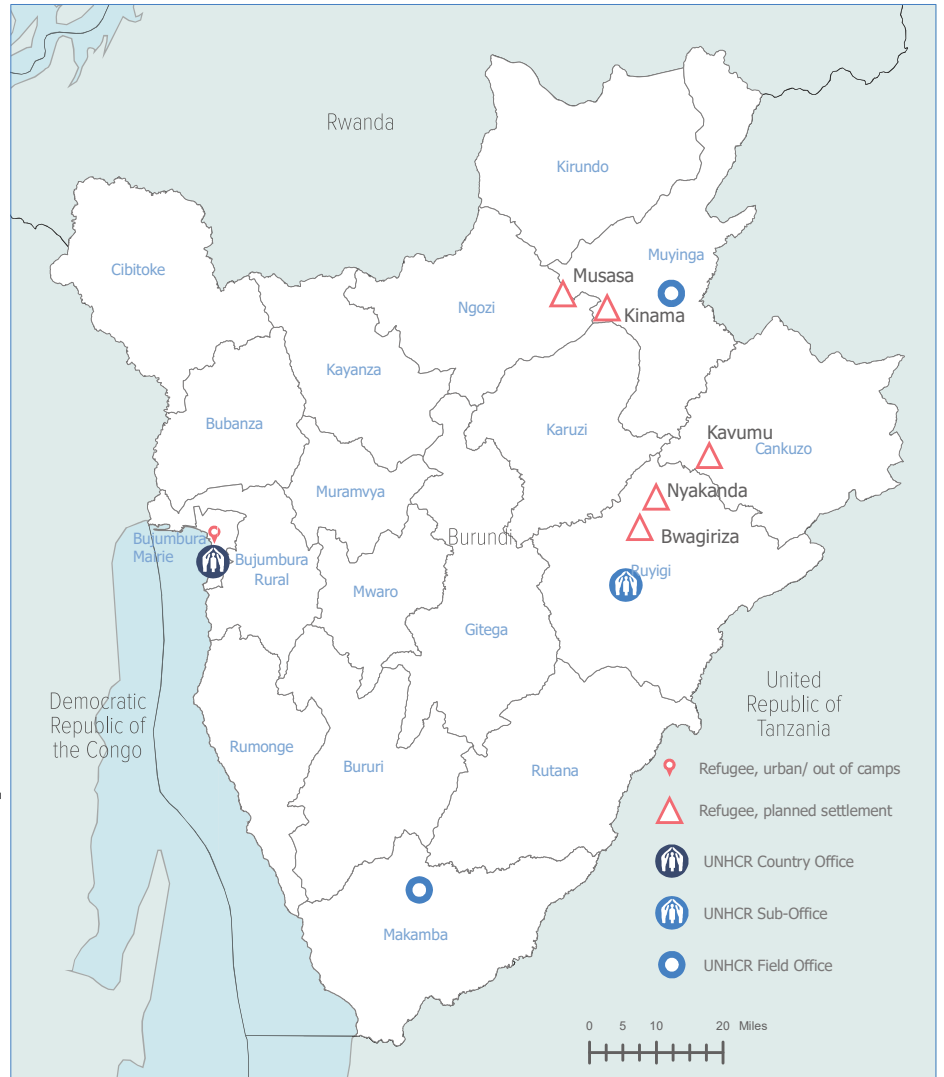 Rwanda
Kirundo
Muyinga
Cibitoke
Musasa
Ngozi
Kinama
Kayanza
Bubanza
Karuzi
Kavumu
Cankuzo
Muramvya
Nyakanda
Bujumbura
Mairie
Burundi
Bwagiriza
Bujumbura
Rural
Mwaro
Ruyigi
Gitega
Democratic
Republic of
the Congo
United
Republic of
Tanzania
Rumonge
Bururi
Rutana
Refugee, urban/ out of camps
Refugee, planned settlement
UNHCR Country Office
UNHCR Sub-Office
Makamba
UNHCR Field Office
0 5 10 20 Miles